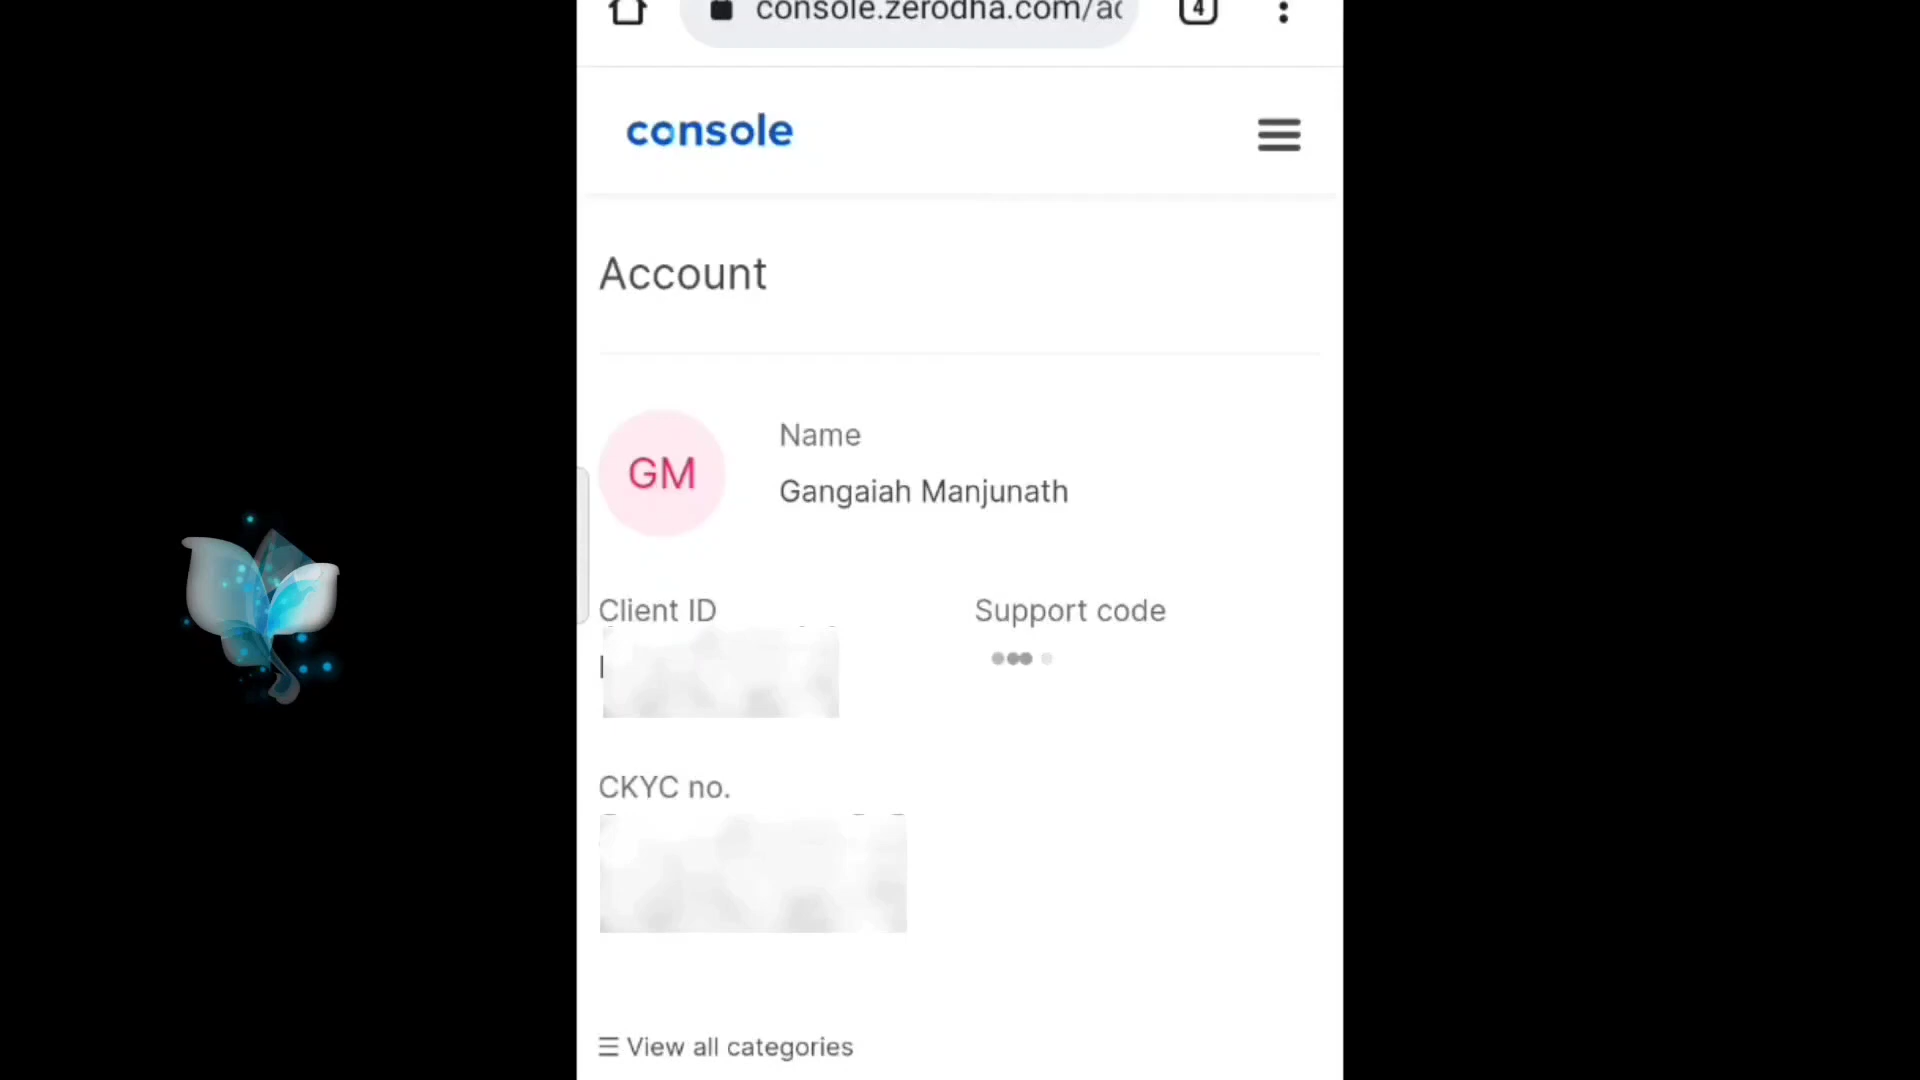 console.zerodha.com/ac
4
console
Account
GM
Name
Gangaiah Manjunath
Client ID
Support code
CKYC no.
View all categories